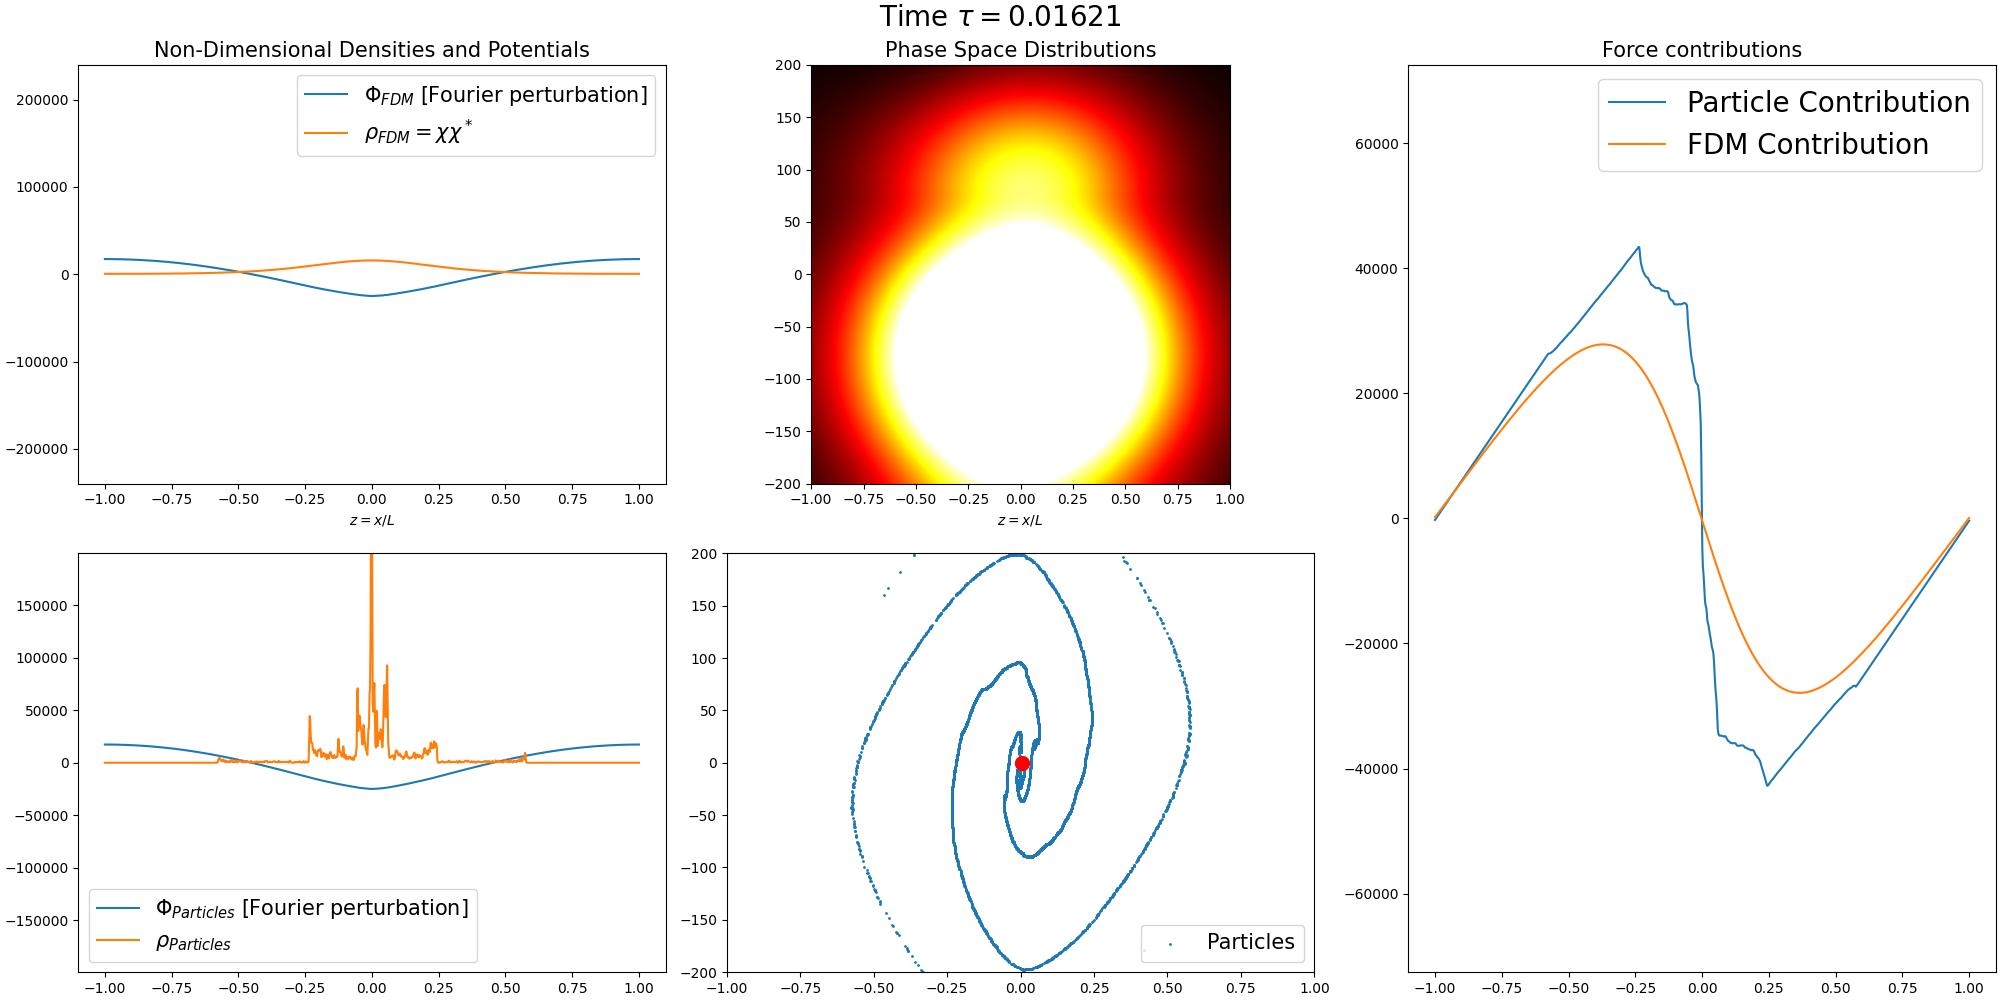 Time τ = 0.01621
Non-Dimensional Densities and Potentials
200000
100000
0
−100000
−200000
−1.00 −0.75 −0.50 −0.25 0.00 0.25 0.50 0.75 1.00
z = x/L
Φ_FDM [Fourier perturbation]
ρ_FDM = χχ*
Phase Space Distributions
200
150
100
50
0
−50
−100
−150
−200
−1.00 −0.75 −0.50 −0.25 0.00 0.25 0.50 0.75 1.00
z = x/L
Force contributions
Particle Contribution
FDM Contribution
60000
40000
20000
0
−20000
−40000
−60000
−1.00 −0.75 −0.50 −0.25 0.00 0.25 0.50 0.75 1.00
150000
100000
50000
0
−50000
−100000
−150000
Φ_Particles [Fourier perturbation]
ρ_Particles
−1.00 −0.75 −0.50 −0.25 0.00 0.25 0.50 0.75 1.00
200
150
100
50
0
−50
−100
−150
−200
Particles
−1.00 −0.75 −0.50 −0.25 0.00 0.25 0.50 0.75 1.00